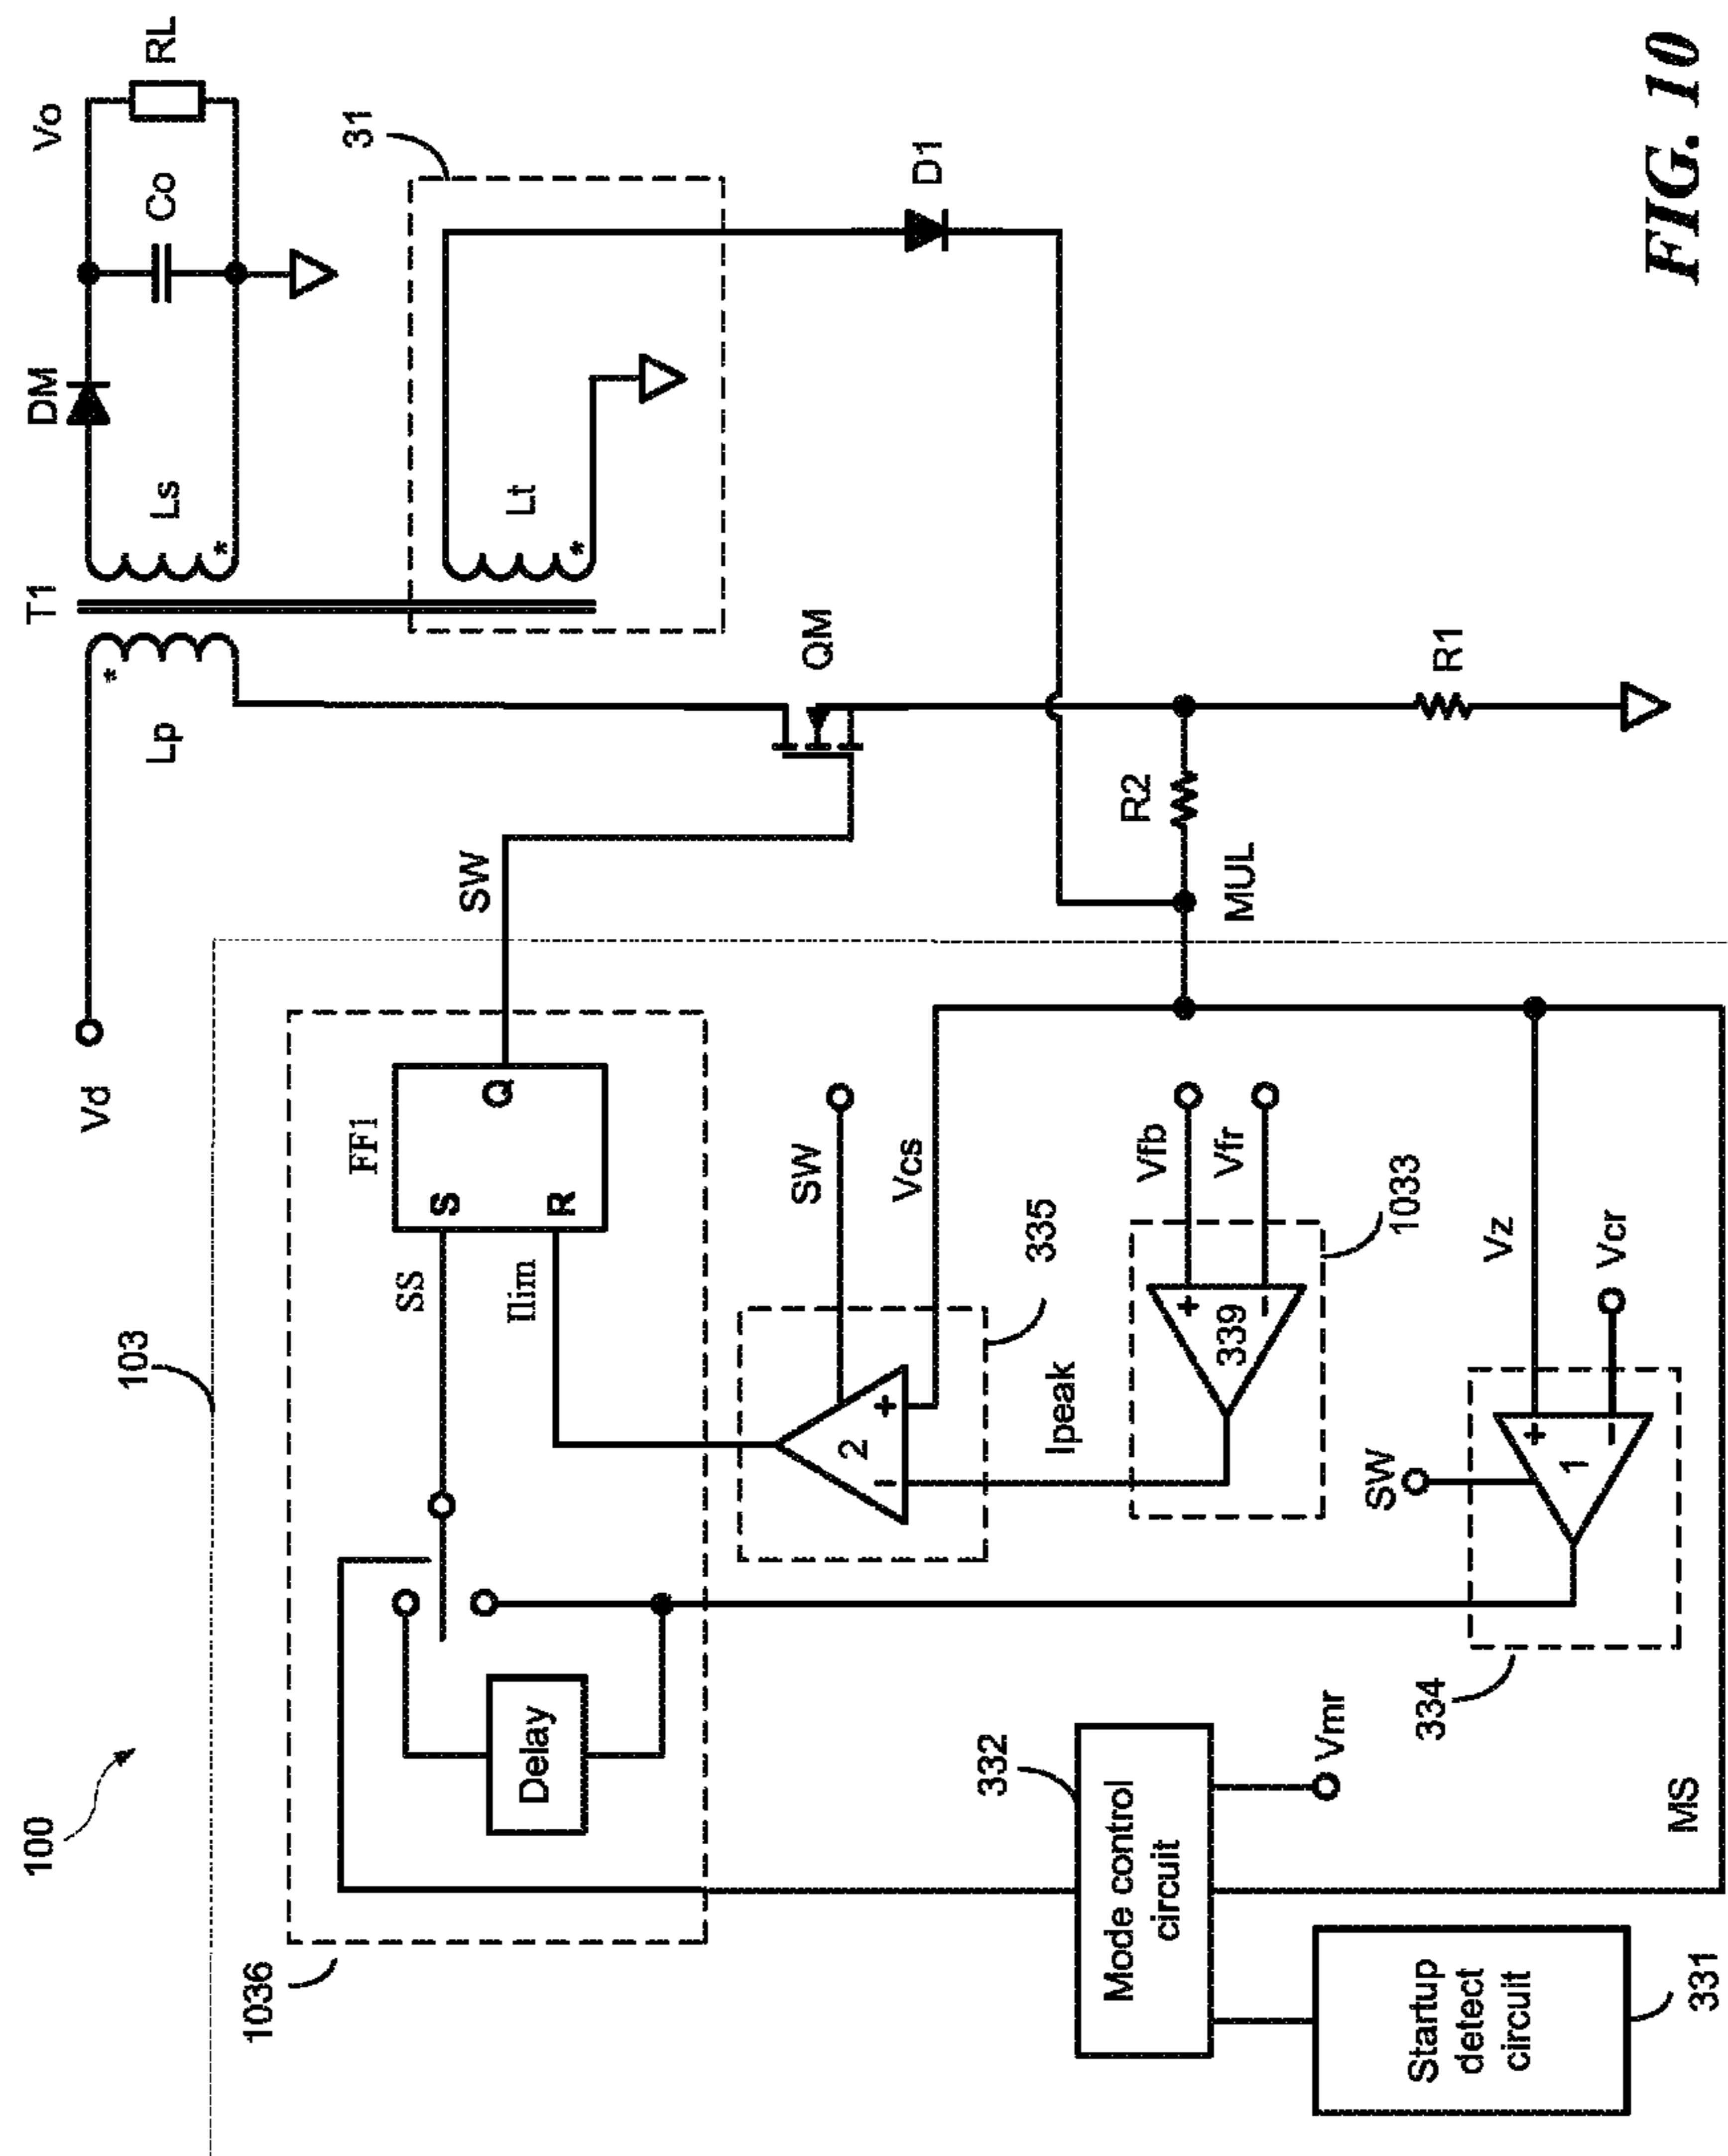 100
103
1036
Vd
T1
Lp
*
Ls
*
DM
Co
Vo
RL
31
Lt
*
D1
QM
SW
FF1
S
R
Q
SS
Ilim
Delay
SW
Vcs
2
+
-
335
Ipeak
Vfb
Vfr
339
+
-
1033
R2
MUL
R1
332
Mode control
circuit
Vmr
SW
Vz
Vcr
1
+
-
334
MS
Startup
detect
circuit
331
FIG. 10